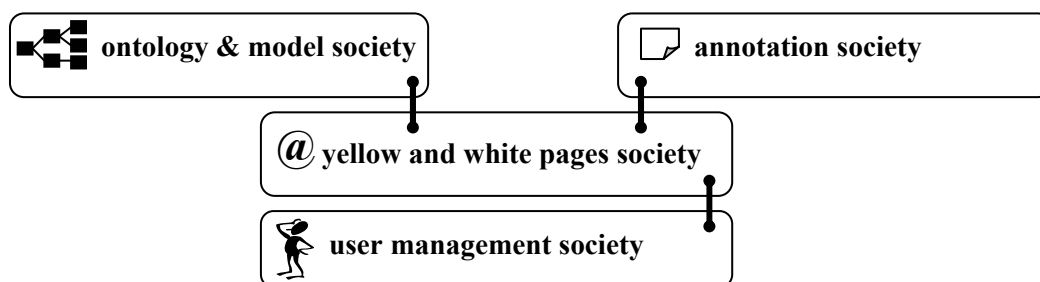 ontology & model society
annotation society
@ yellow and white pages society
user management society